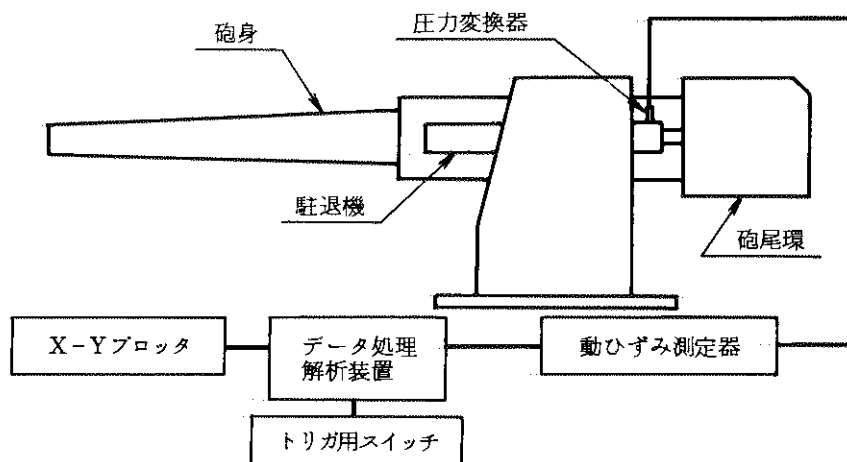 砲身
圧力変換器
駐退機
砲尾環
X-Yプロッタ
データ処理
解析装置
動ひずみ測定器
トリガ用スイッチ